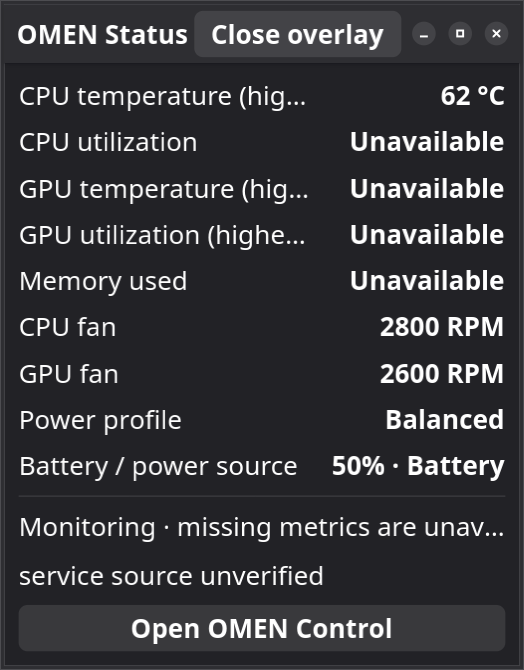 OMEN Status
Close overlay
CPU temperature (hig... 62 °C
CPU utilization Unavailable
GPU temperature (hig... Unavailable
GPU utilization (highe... Unavailable
Memory used Unavailable
CPU fan 2800 RPM
GPU fan 2600 RPM
Power profile Balanced
Battery / power source 50% · Battery
Monitoring · missing metrics are unav...
service source unverified
Open OMEN Control